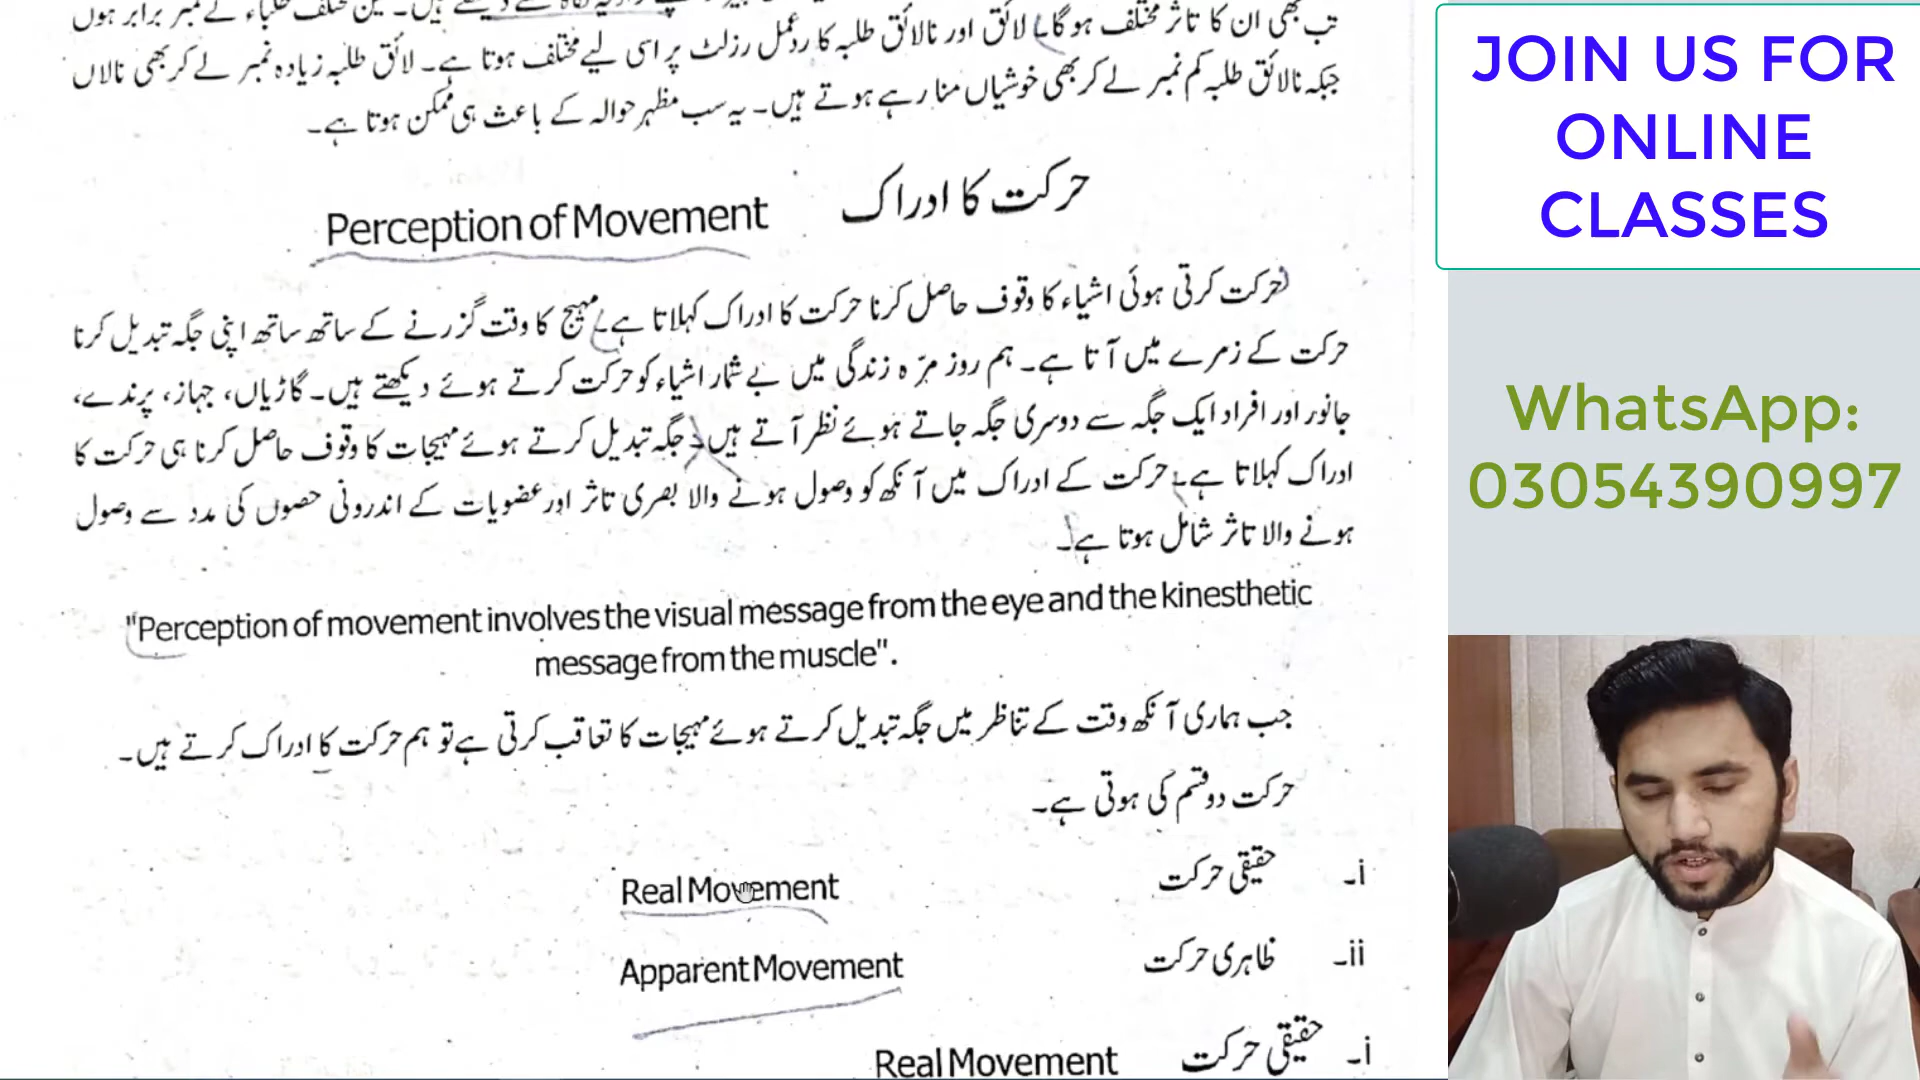 تب بھی ان کا تاثر مختلف ہوگا۔ لائق اور نالائق طلبہ کا ردعمل رزلٹ پر اسی لیے مختلف ہوتا ہے۔ لائق طلبہ زیادہ نمبر لے کر بھی نالاں
جبکہ نالائق طلبہ کم نمبر لے کر بھی خوشیاں منا رہے ہوتے ہیں۔ یہ سب مظہر حوالہ کے باعث ہی ممکن ہوتا ہے۔
حرکت کا ادراک Perception of Movement
حرکت کرتی ہوئی اشیاء کا وقوف حاصل کرنا حرکت کا ادراک کہلاتا ہے۔ مہیج کا وقت گزرنے کے ساتھ ساتھ اپنی جگہ تبدیل کرنا
حرکت کے زمرے میں آتا ہے۔ ہم روز مرّہ زندگی میں بے شمار اشیاء کو حرکت کرتے ہوئے دیکھتے ہیں۔ گاڑیاں، جہاز، پرندے،
جانور اور افراد ایک جگہ سے دوسری جگہ جاتے ہوئے نظر آتے ہیں۔ جگہ تبدیل کرتے ہوئے مہیجات کا وقوف حاصل کرنا ہی حرکت کا
ادراک کہلاتا ہے۔ حرکت کے ادراک میں آنکھ کو وصول ہونے والا بصری تاثر اور عضویات کے اندرونی حصوں کی مدد سے وصول
ہونے والا تاثر شامل ہوتا ہے۔
"Perception of movement involves the visual message from the eye and the kinesthetic
message from the muscle".
جب ہماری آنکھ وقت کے تناظر میں جگہ تبدیل کرتے ہوئے مہیجات کا تعاقب کرتی ہے تو ہم حرکت کا ادراک کرتے ہیں۔
حرکت دو قسم کی ہوتی ہے۔
i۔ حقیقی حرکت Real Movement
ii۔ ظاہری حرکت Apparent Movement
i۔ حقیقی حرکت Real Movement
JOIN US FOR
ONLINE
CLASSES
WhatsApp:
03054390997